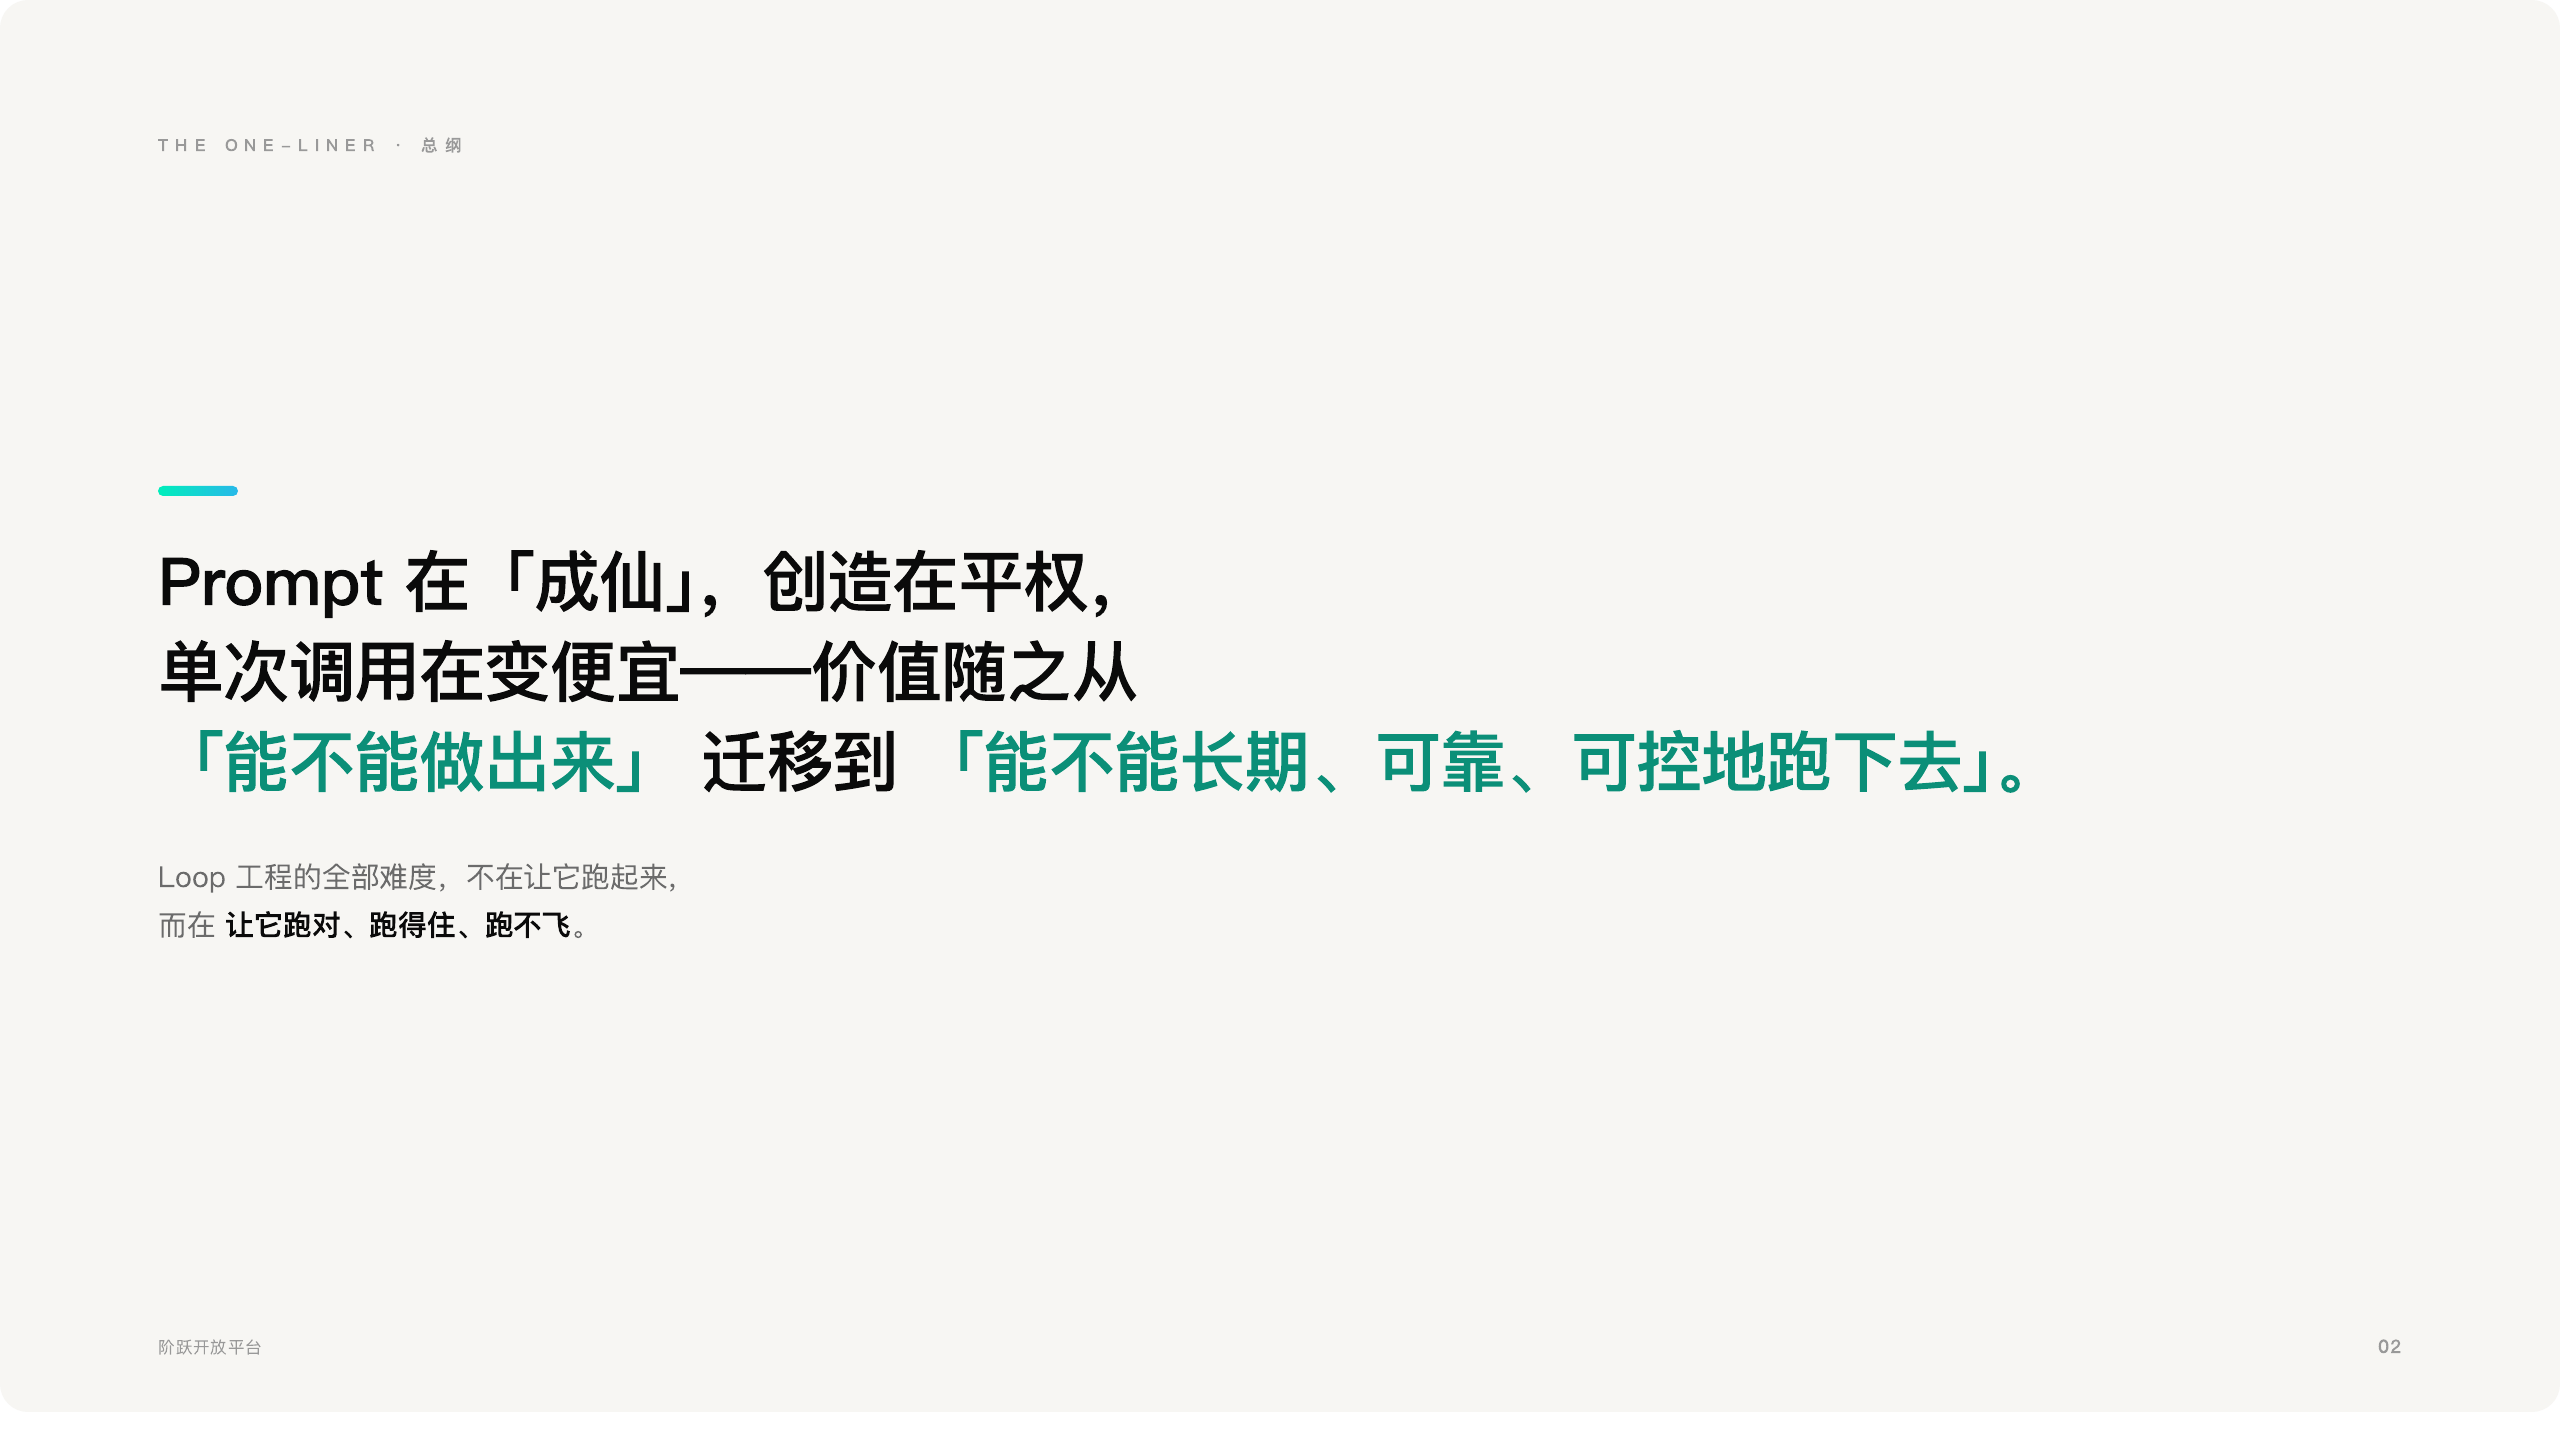 THE ONE–LINER · 总纲
Prompt 在「成仙」，创造在平权，
单次调用在变便宜——价值随之从
「能不能做出来」 迁移到 「能不能长期、可靠、可控地跑下去」。
Loop 工程的全部难度，不在让它跑起来，
而在 让它跑对、跑得住、跑不飞。
阶跃开放平台
02